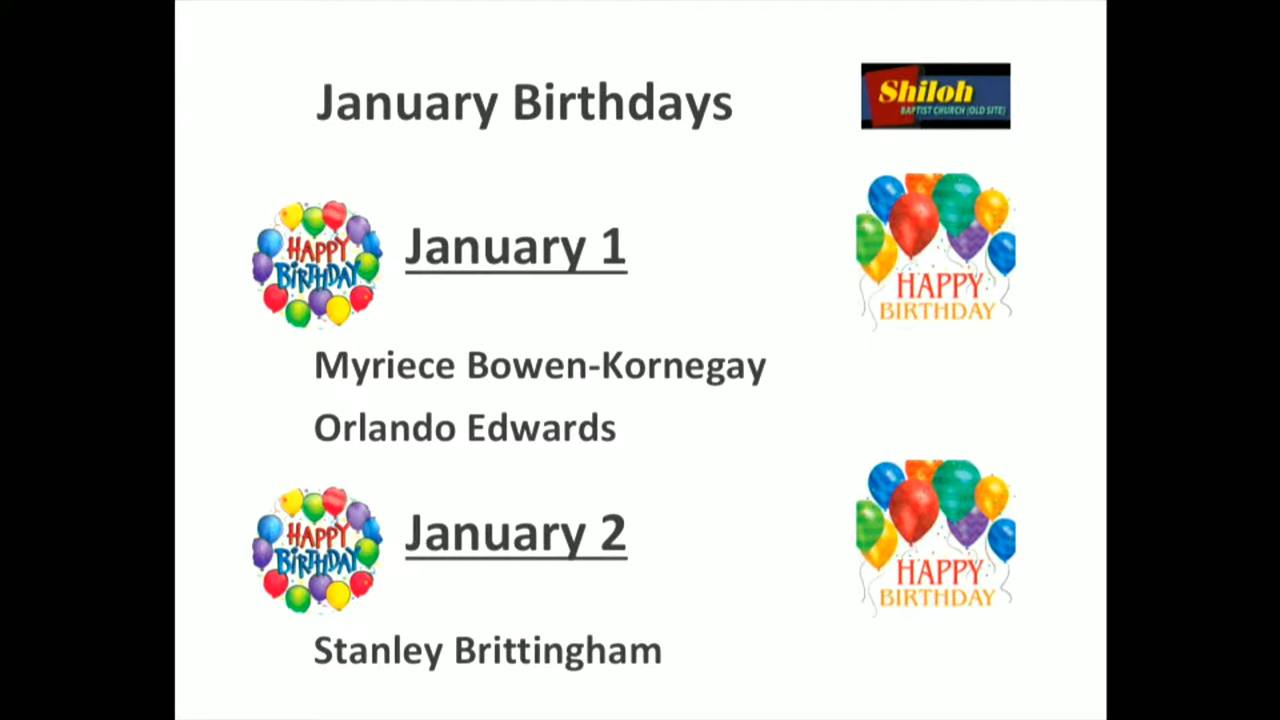 January Birthdays
Shiloh
BAPTIST CHURCH (OLD SITE)
HAPPY
BIRTHDAY
January 1
HAPPY
BIRTHDAY
Myriece Bowen-Kornegay
Orlando Edwards
HAPPY
BIRTHDAY
January 2
HAPPY
BIRTHDAY
Stanley Brittingham